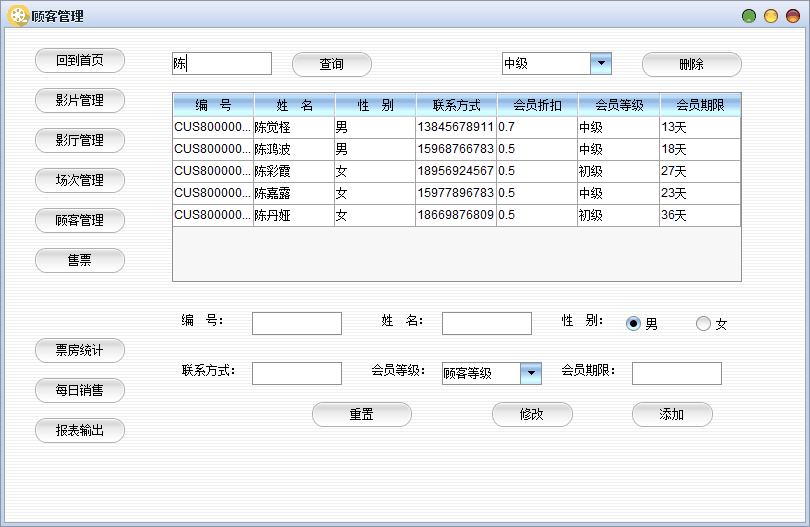 顾客管理
回到首页
影片管理
影厅管理
场次管理
顾客管理
售票
票房统计
每日销售
报表输出
陈 查询 中级 删除
编 号 姓 名 性 别 联系方式 会员折扣 会员等级 会员期限
CUS800000... 陈觉柽 男 13845678911 0.7 中级 13天
CUS800000... 陈鸿波 男 15968766783 0.5 中级 18天
CUS800000... 陈彩霞 女 18956924567 0.5 初级 27天
CUS800000... 陈嘉露 女 15977896783 0.5 中级 23天
CUS800000... 陈丹娅 女 18669876809 0.5 初级 36天
编 号: 姓 名: 性 别: 男 女
联系方式: 会员等级: 顾客等级 会员期限:
重置 修改 添加